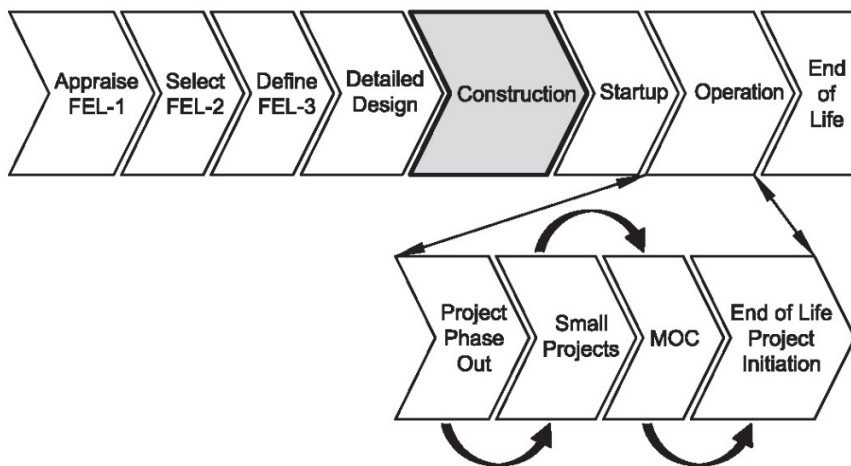 Appraise
FEL-1
Select
FEL-2
Define
FEL-3
Detailed
Design
Construction
Startup
Operation
End
of
Life
Project
Phase
Out
Small
Projects
MOC
End of Life
Project
Initiation